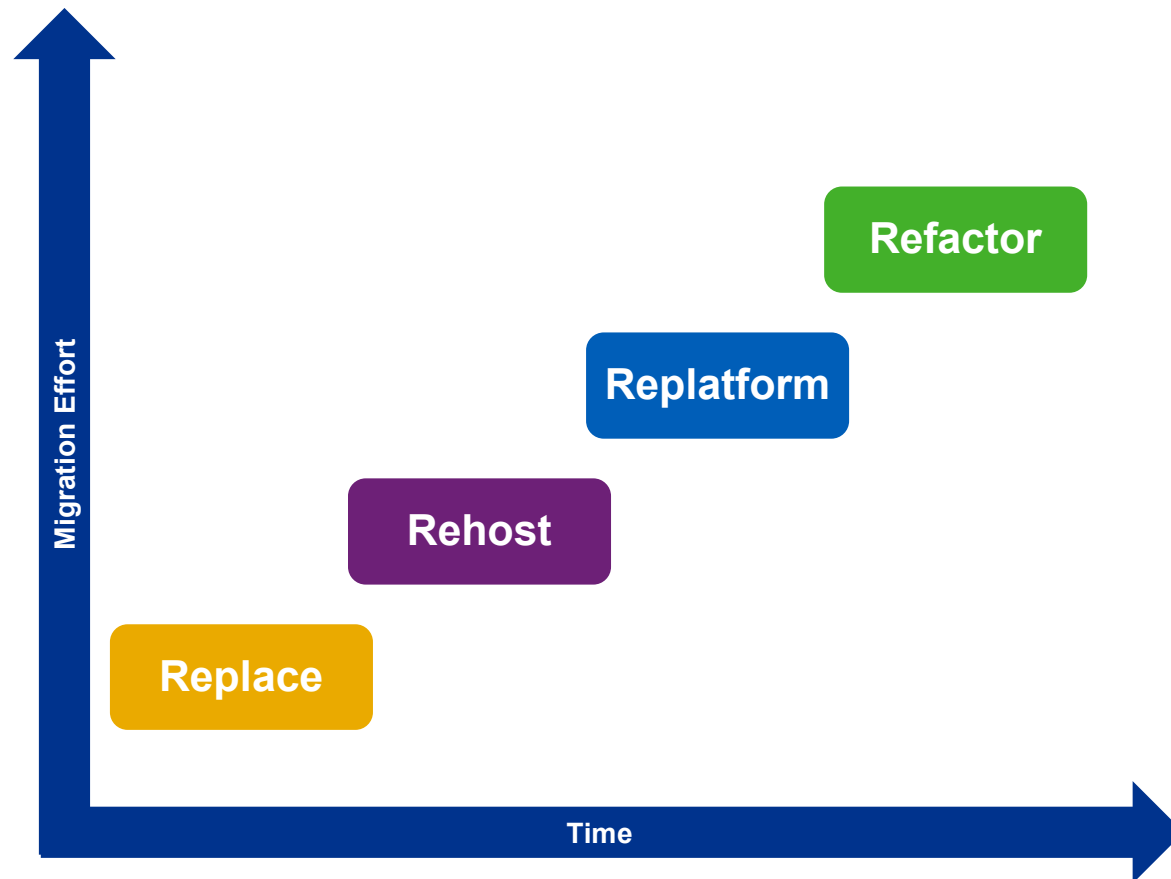 Refactor
Replatform
Migration Effort
Rehost
Replace
Time